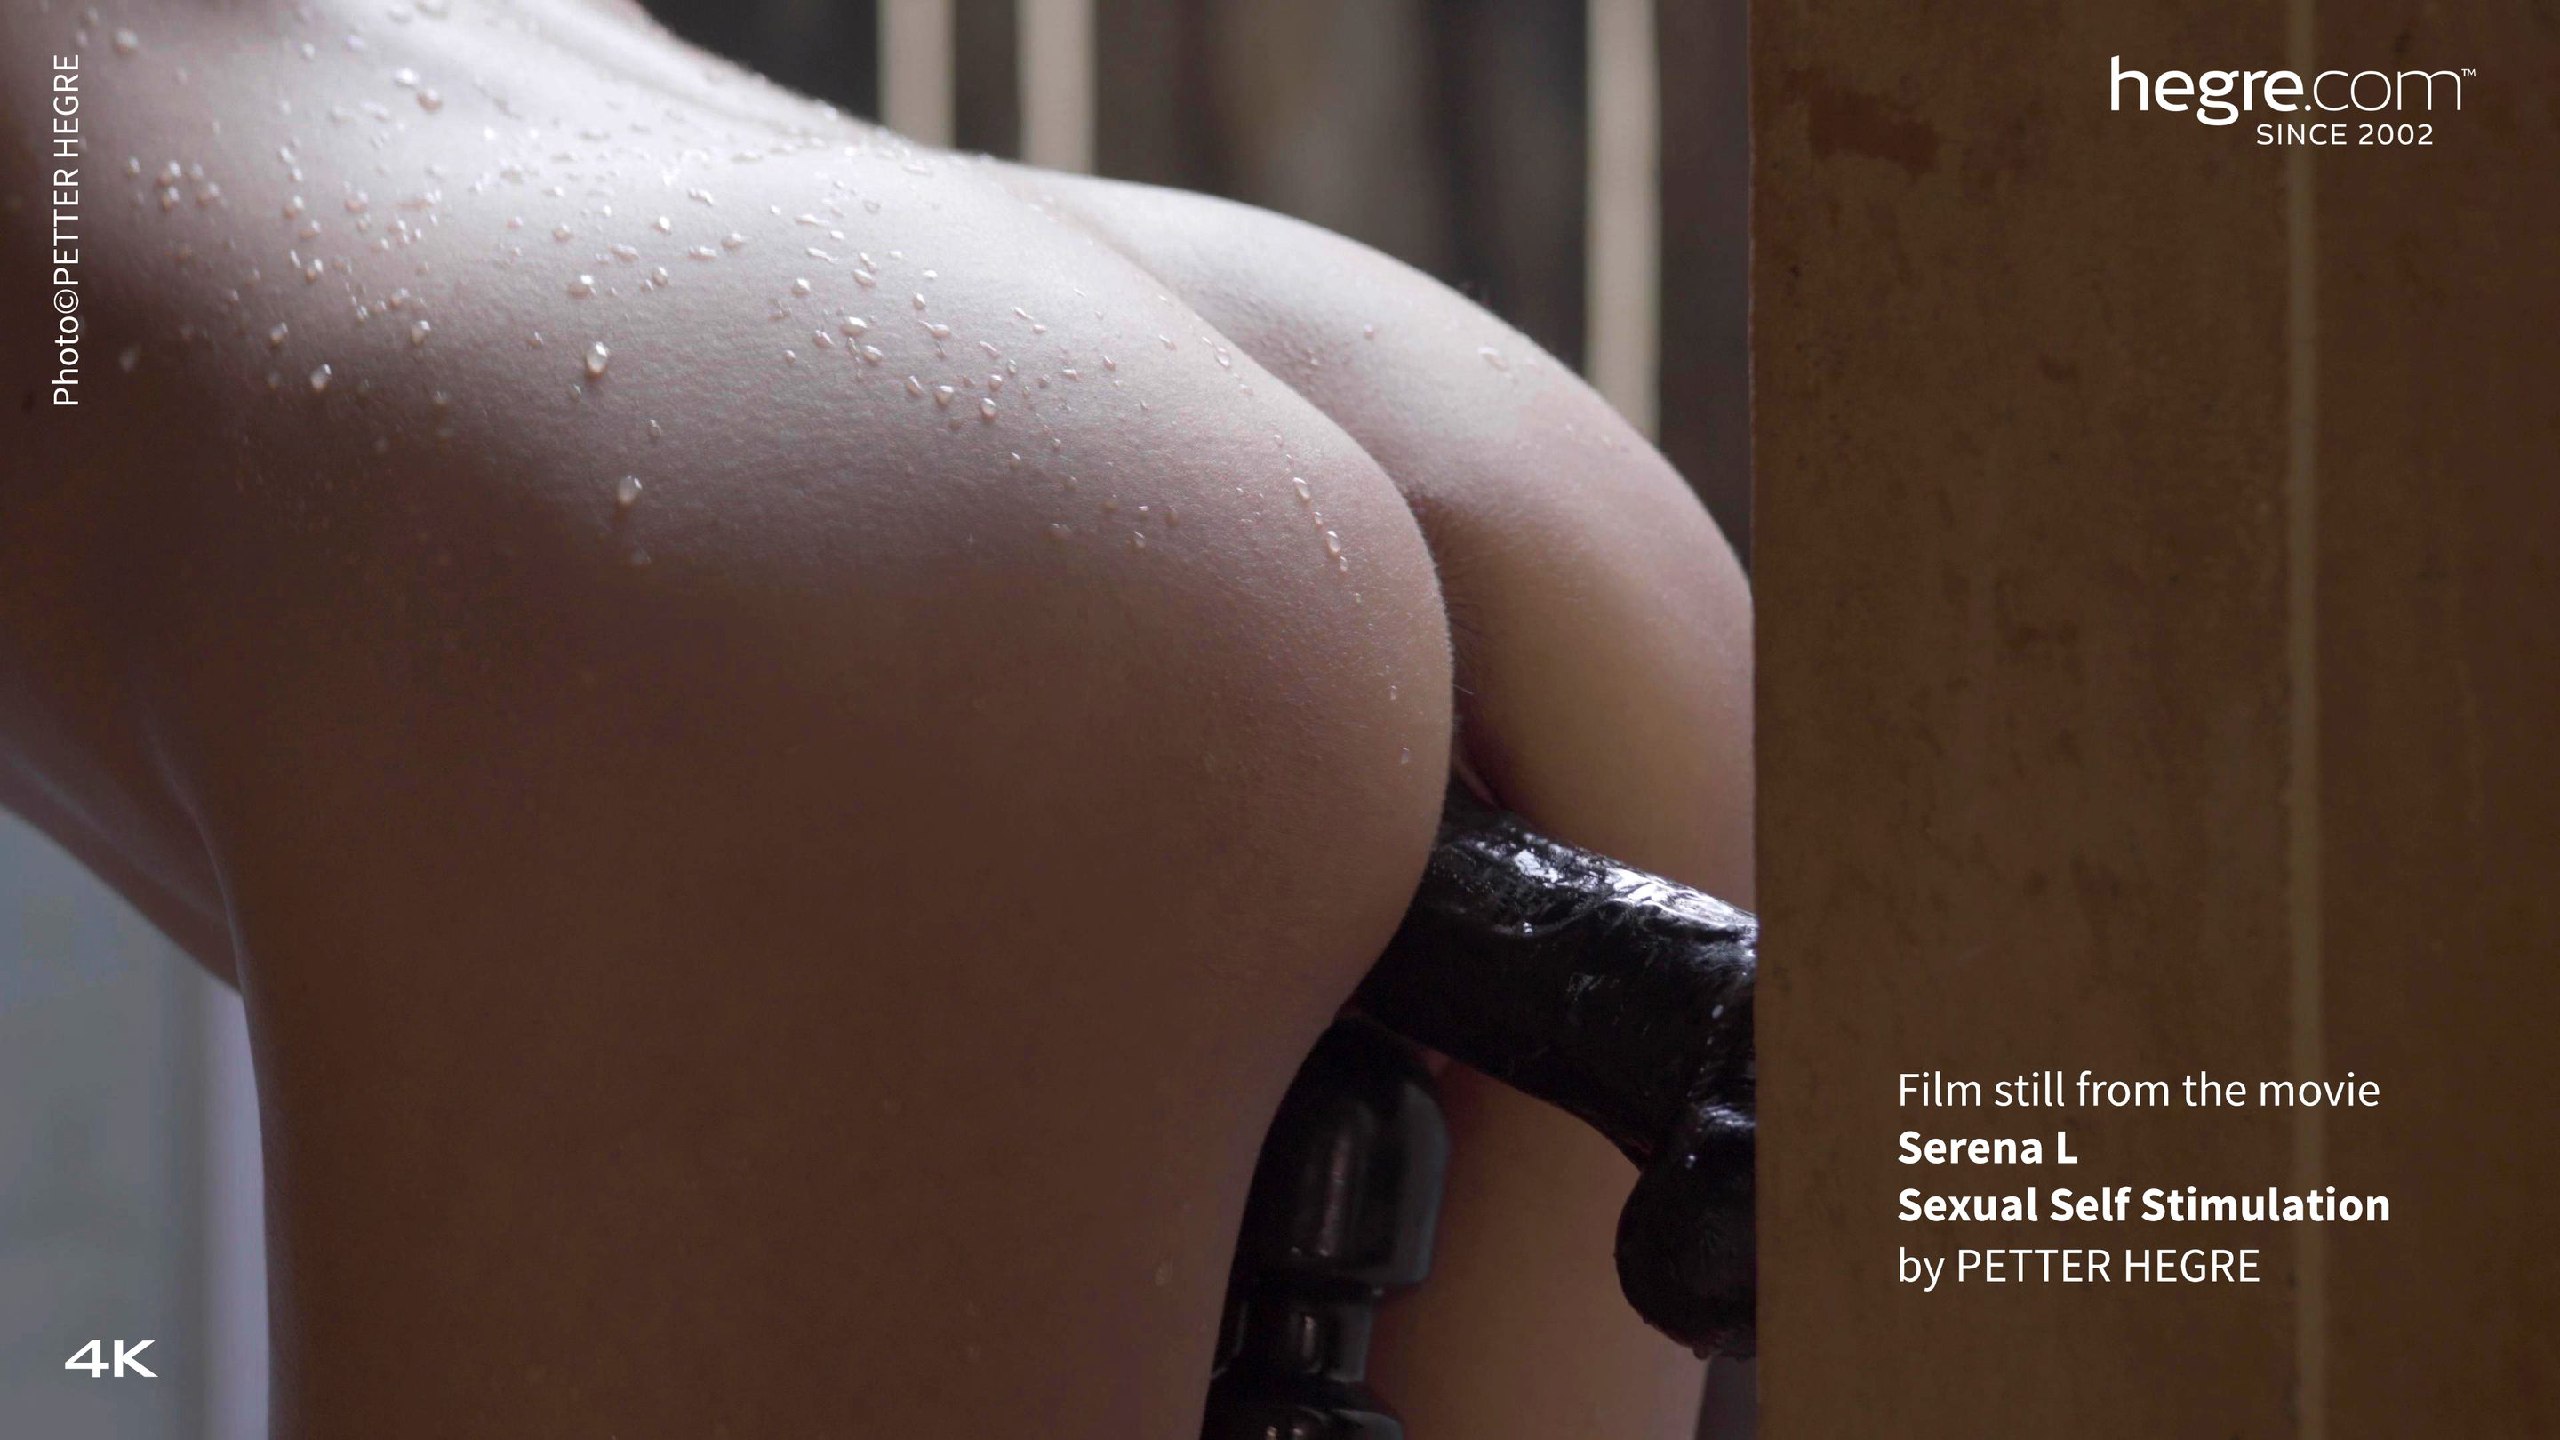 Photo©PETTER HEGRE
hegre.com™
SINCE 2002
Film still from the movie
Serena L
Sexual Self Stimulation
by PETTER HEGRE
4K